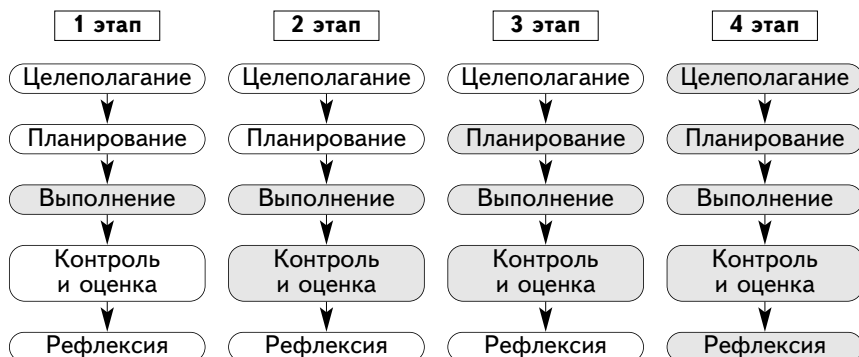 1 этап
2 этап
3 этап
4 этап
Целеполагание
Целеполагание
Целеполагание
Целеполагание
Планирование
Планирование
Планирование
Планирование
Выполнение
Выполнение
Выполнение
Выполнение
Контроль
и оценка
Контроль
и оценка
Контроль
и оценка
Контроль
и оценка
Рефлексия
Рефлексия
Рефлексия
Рефлексия